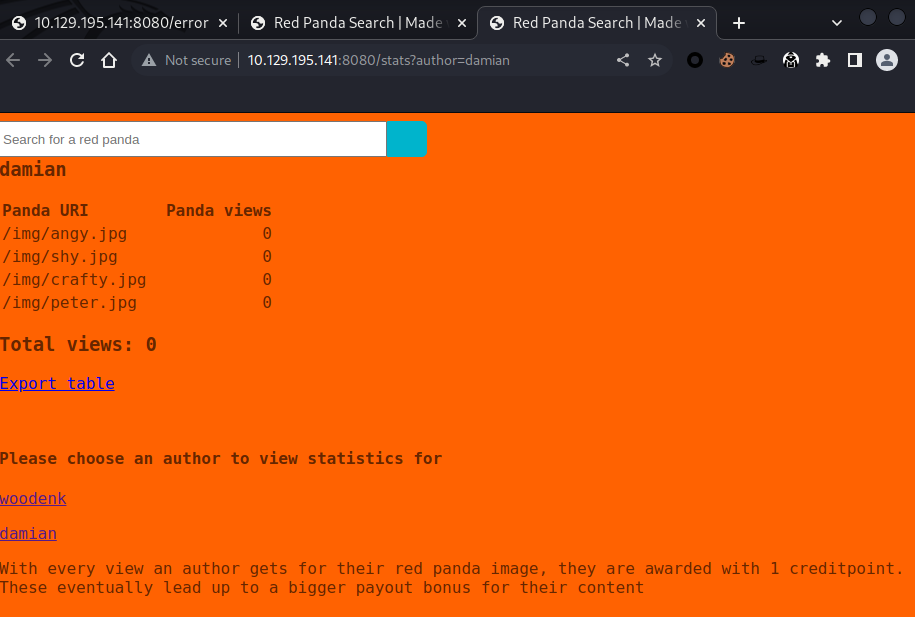 10.129.195.141:8080/error
Red Panda Search | Made
Red Panda Search | Made
Not secure
10.129.195.141:8080/stats?author=damian
Search for a red panda
damian
Panda URI Panda views
/img/angy.jpg 0
/img/shy.jpg 0
/img/crafty.jpg 0
/img/peter.jpg 0
Total views: 0
Export table
Please choose an author to view statistics for
woodenk
damian
With every view an author gets for their red panda image, they are awarded with 1 creditpoint.
These eventually lead up to a bigger payout bonus for their content